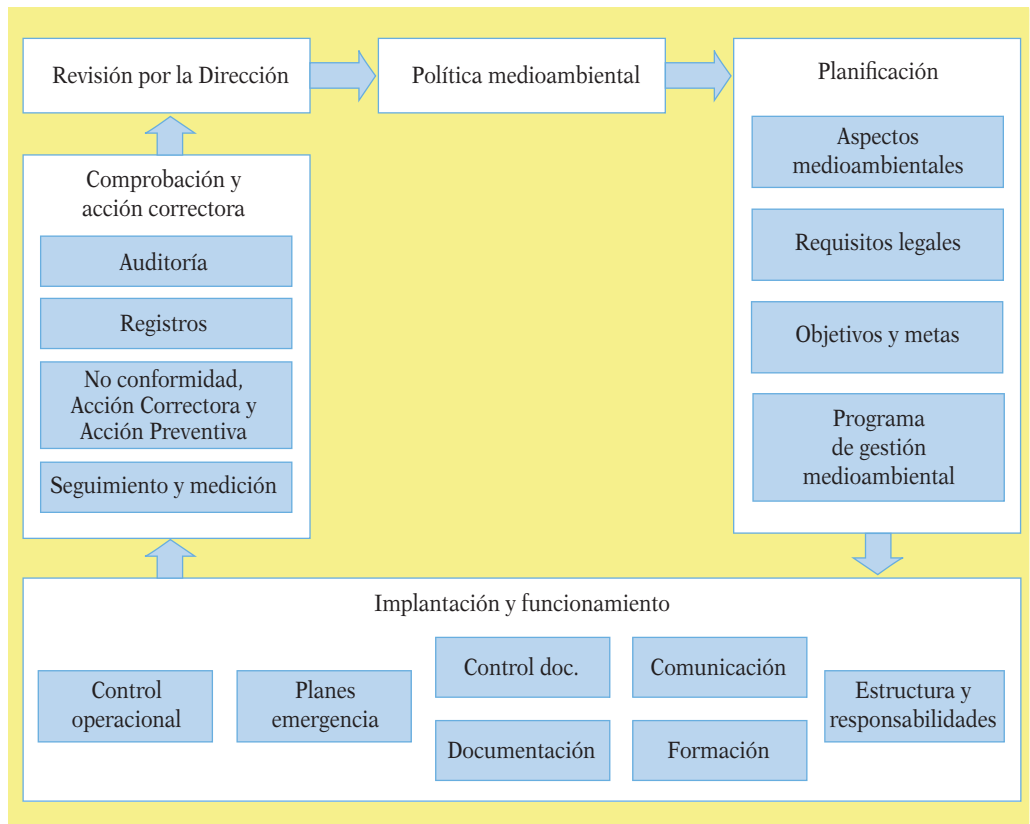 Revisión por la Dirección
Política medioambiental
Planificación
Aspectos
medioambientales
Requisitos legales
Objetivos y metas
Programa
de gestión
medioambiental
Comprobación y
acción correctora
Auditoría
Registros
No conformidad,
Acción Correctora y
Acción Preventiva
Seguimiento y medición
Implantación y funcionamiento
Control
operacional
Planes
emergencia
Control doc.
Documentación
Comunicación
Formación
Estructura y
responsabilidades